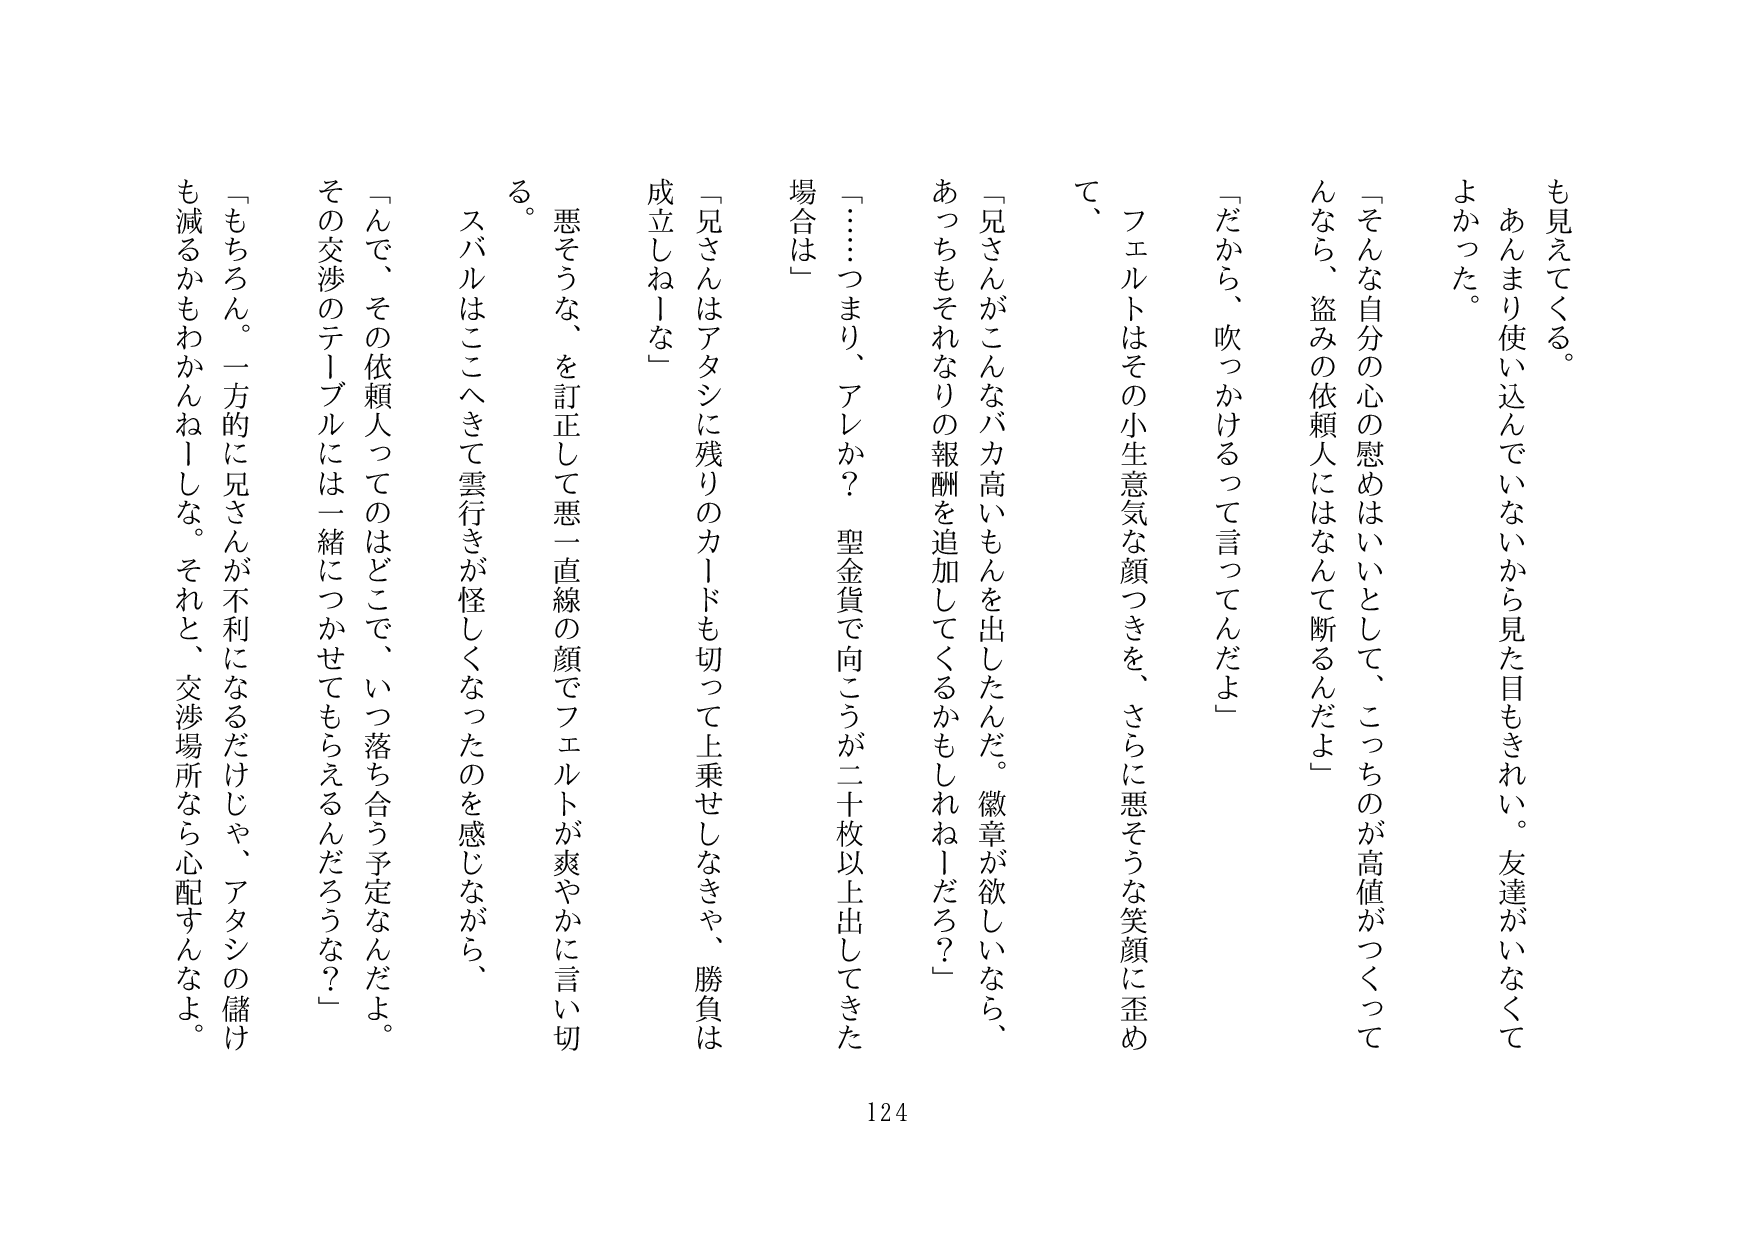 も見えてくる。
　あんまり使い込んでいないから見た目もきれい。友達がいなくて
よかった。
「そんな自分の心の慰めはいいとして、こっちのが高値がつくって
んなら、盗みの依頼人にはなんて断るんだよ」
「だから、吹っかけるって言ってんだよ」
　フェルトはその小生意気な顔つきを、さらに悪そうな笑顔に歪め
て、
「兄さんがこんなバカ高いもんを出したんだ。徽章が欲しいなら、
あっちもそれなりの報酬を追加してくるかもしれねーだろ？」
「……つまり、アレか？　聖金貨で向こうが二十枚以上出してきた
場合は」
「兄さんはアタシに残りのカードも切って上乗せしなきゃ、勝負は
成立しねーな」
　悪そうな、を訂正して悪一直線の顔でフェルトが爽やかに言い切
る。
　スバルはここへきて雲行きが怪しくなったのを感じながら、
「んで、その依頼人ってのはどこで、いつ落ち合う予定なんだよ。
その交渉のテーブルには一緒につかせてもらえるんだろうな？」
「もちろん。一方的に兄さんが不利になるだけじゃ、アタシの儲け
も減るかもわかんねーしな。それと、交渉場所なら心配すんなよ。
124